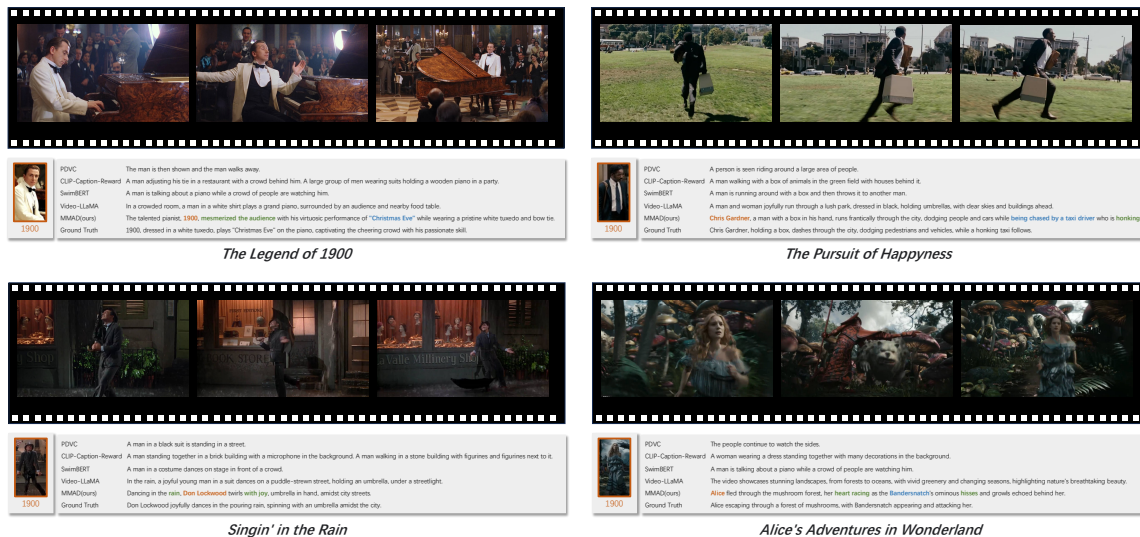 PDVC The man is then shown and the man walks away.
CLIP-Caption-Reward A man adjusting his tie in a restaurant with a crowd behind him. A large group of men wearing suits holding a wooden piano in a party.
SwimBERT A man is talking about a piano while a crowd of people are watching him.
Video-LLaMA In a crowded room, a man in a white shirt plays a grand piano, surrounded by an audience and nearby food table.
MMAD(ours) The talented pianist, 1900, mesmerized the audience with his virtuosic performance of "Christmas Eve" while wearing a pristine white tuxedo and bow tie.
Ground Truth 1900, dressed in a white tuxedo, plays "Christmas Eve" on the piano, captivating the cheering crowd with his passionate skill.
1900
The Legend of 1900
PDVC A person is seen riding around a large area of people.
CLIP-Caption-Reward A man walking with a box of animals in the green field with houses behind it.
SwimBERT A man is running around with a box and then throws it to another man.
Video-LLaMA A man and woman joyfully run through a lush park, dressed in black, holding umbrellas, with clear skies and buildings ahead.
MMAD(ours) Chris Gardner, a man with a box in his hand, runs frantically through the city, dodging people and cars while being chased by a taxi driver who is honking
Ground Truth Chris Gardner, holding a box, dashes through the city, dodging pedestrians and vehicles, while a honking taxi follows.
1900
The Pursuit of Happyness
Shop
BOOK STORE
aValle Millinery Sh
PDVC A man in a black suit is standing in a street.
CLIP-Caption-Reward A man standing together in a brick building with a microphone in the background. A man walking in a stone building with figurines and figurines next to it.
SwimBERT A man in a costume dances on stage in front of a crowd.
Video-LLaMA In the rain, a joyful young man in a suit dances on a puddle-strewn street, holding an umbrella, under a streetlight.
MMAD(ours) Dancing in the rain, Don Lockwood twirls with joy, umbrella in hand, amidst city streets.
Ground Truth Don Lockwood joyfully dances in the pouring rain, spinning with an umbrella amidst the city.
1900
Singin' in the Rain
PDVC The people continue to watch the sides.
CLIP-Caption-Reward A woman wearing a dress standing together with many decorations in the background.
SwimBERT A man is talking about a piano while a crowd of people are watching him.
Video-LLaMA The video showcases stunning landscapes, from forests to oceans, with vivid greenery and changing seasons, highlighting nature's breathtaking beauty.
MMAD(ours) Alice fled through the mushroom forest, her heart racing as the Bandersnatch's ominous hisses and growls echoed behind her.
Ground Truth Alice escaping through a forest of mushrooms, with Bandersnatch appearing and attacking her.
1900
Alice's Adventures in Wonderland